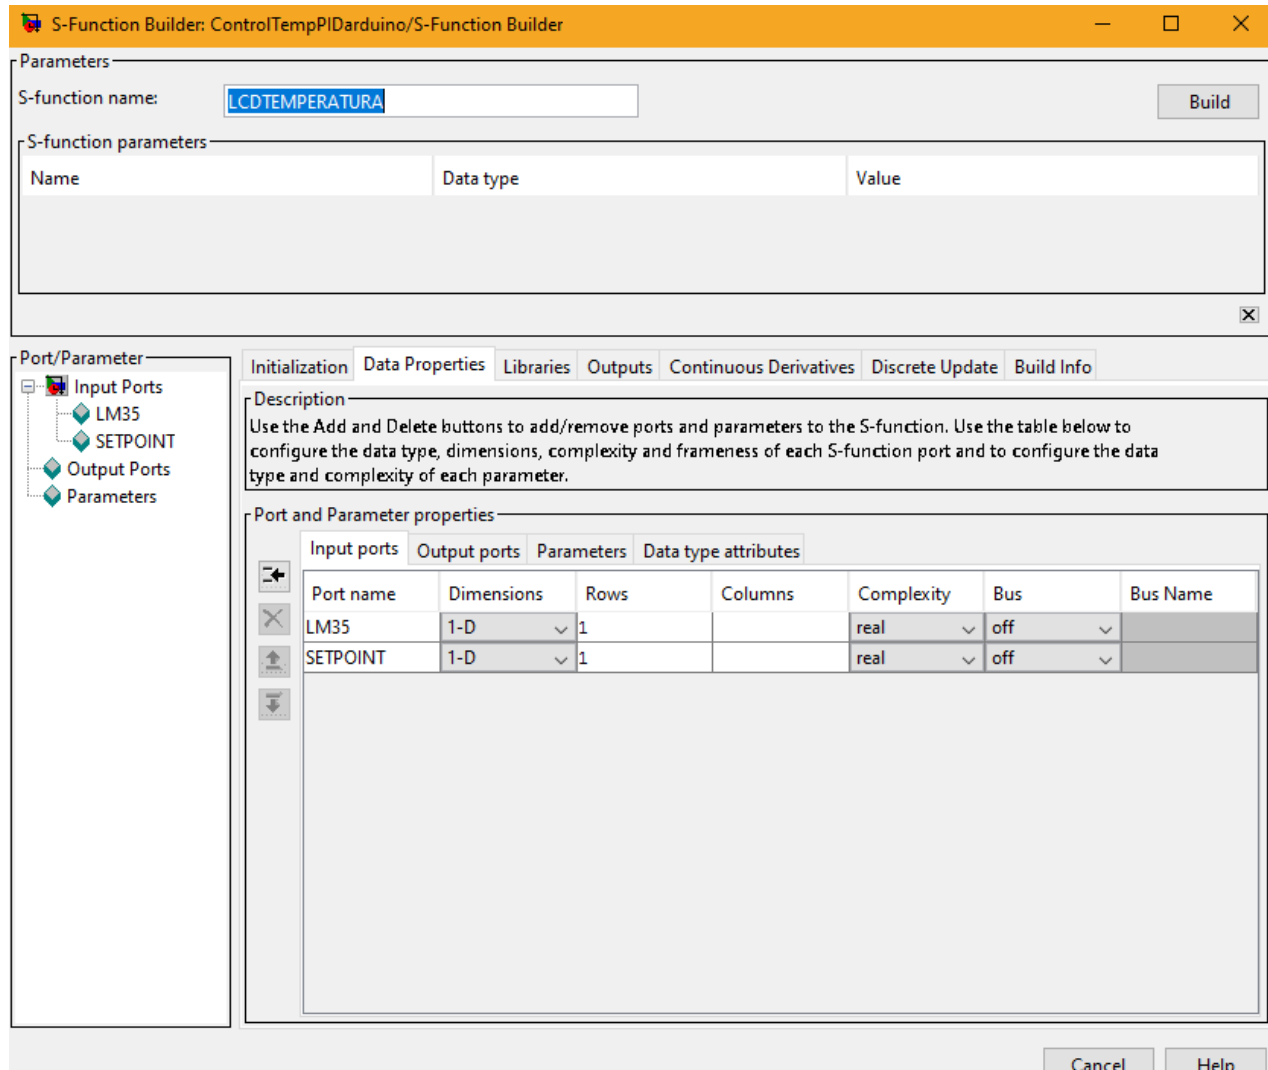 S-Function Builder: ControlTempPIDarduino/S-Function Builder
Parameters
S-function name: LCDTEMPERATURA Build
S-function parameters
Name Data type Value
Port/Parameter
Input Ports
LM35
SETPOINT
Output Ports
Parameters
Initialization Data Properties Libraries Outputs Continuous Derivatives Discrete Update Build Info
Description
Use the Add and Delete buttons to add/remove ports and parameters to the S-function. Use the table below to
configure the data type, dimensions, complexity and frameness of each S-function port and to configure the data
type and complexity of each parameter.
Port and Parameter properties
Input ports Output ports Parameters Data type attributes
Port name Dimensions Rows Columns Complexity Bus Bus Name
LM35 1-D 1 real off
SETPOINT 1-D 1 real off
Cancel Help